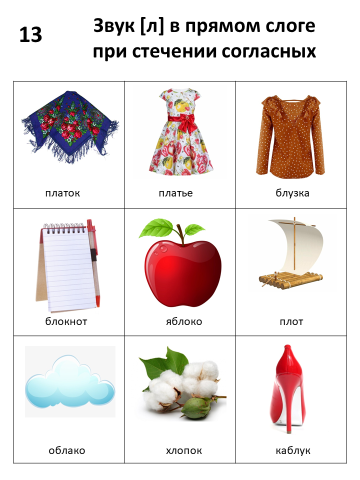 13
Звук [л] в прямом слоге
при стечении согласных
платок
платье
блузка
блокнот
яблоко
плот
облако
хлопок
каблук